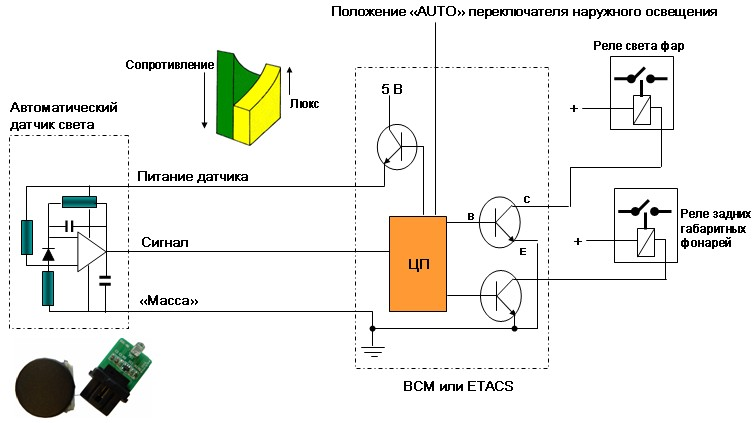 Положение «AUTO» переключателя наружного освещения
Реле света фар
Сопротивление
Люкс
5 В
Автоматический
датчик света
+
Питание датчика
C
B
Реле задних
габаритных
фонарей
+
Сигнал
E
ЦП
«Масса»
BCM или ETACS